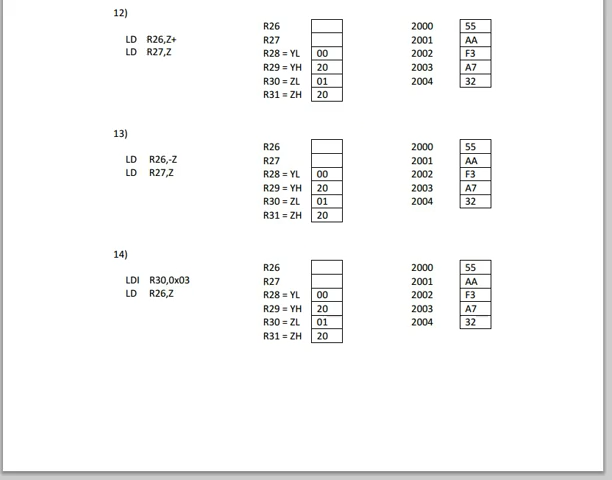 12)
R26 2000 55
LD R26,Z+ R27 2001 AA
LD R27,Z R28 = YL 00 2002 F3
R29 = YH 20 2003 A7
R30 = ZL 01 2004 32
R31 = ZH 20
13)
R26 2000 55
LD R26,-Z R27 2001 AA
LD R27,Z R28 = YL 00 2002 F3
R29 = YH 20 2003 A7
R30 = ZL 01 2004 32
R31 = ZH 20
14)
R26 2000 55
LDI R30,0x03 R27 2001 AA
LD R26,Z R28 = YL 00 2002 F3
R29 = YH 20 2003 A7
R30 = ZL 01 2004 32
R31 = ZH 20